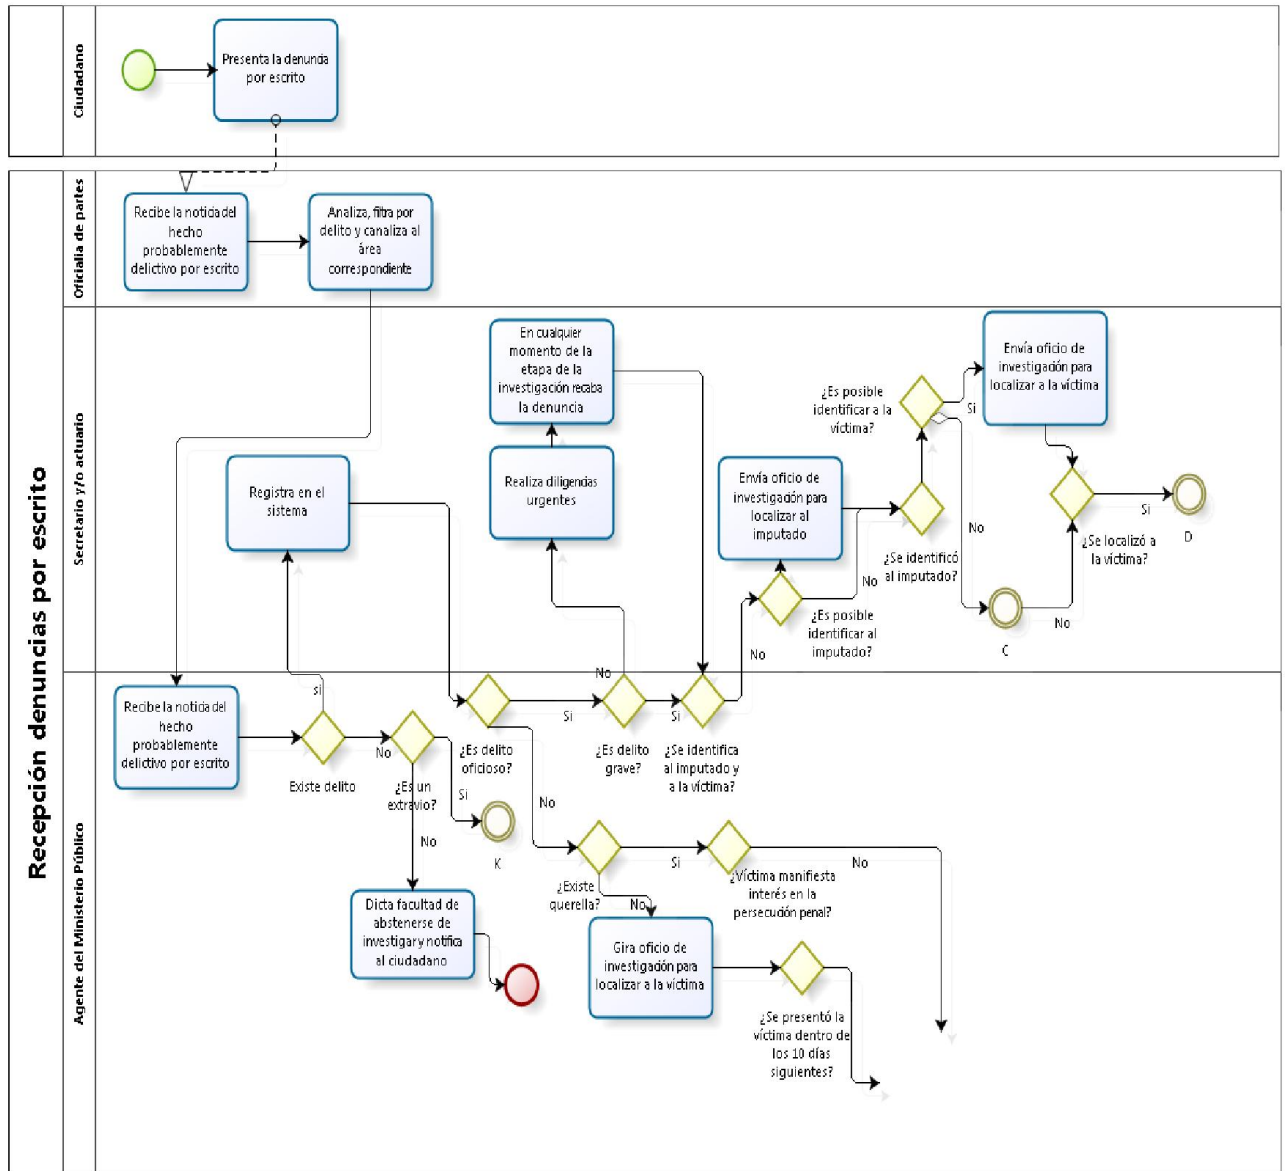 Recepción denuncias por escrito
Ciudadano
Presenta la denuncia
por escrito
Oficialia de partes
Recibe la noticia del
hecho
probablemente
delictivo por escrito
Analiza, filtra por
delito y canaliza al
área
correspondiente
Secretario y/o actuario
Registra en el
sistema
En cualquier
momento de la
etapa de la
investigación recaba
la denuncia
Realiza diligencias
urgentes
Envía oficio de
investigación para
localizar al
imputado
¿Es posible
identificar al
imputado?
No
No
¿Se identificó
al imputado?
¿Es posible
identificar a la
víctima?
Si
No
Envía oficio de
investigación para
localizar a la víctima
C
No
¿Se localizó a
la víctima?
Si
D
Agente del Ministerio Público
Recibe la noticia del
hecho
probablemente
delictivo por escrito
si
Existe delito
No
¿Es un
extravio?
Si
K
No
Dicta facultad de
abstenerse de
investigar y notifica
al ciudadano
¿Es delito
oficioso?
Si
No
No
¿Es delito
grave?
Si
¿Se identifica
al imputado y
a la víctima?
¿Existe
querella?
Si
No
¿Víctima manifiesta
interés en la
persecución penal?
No
Gira oficio de
investigación para
localizar a la víctima
¿Se presentó la
víctima dentro de
los 10 días
siguientes?